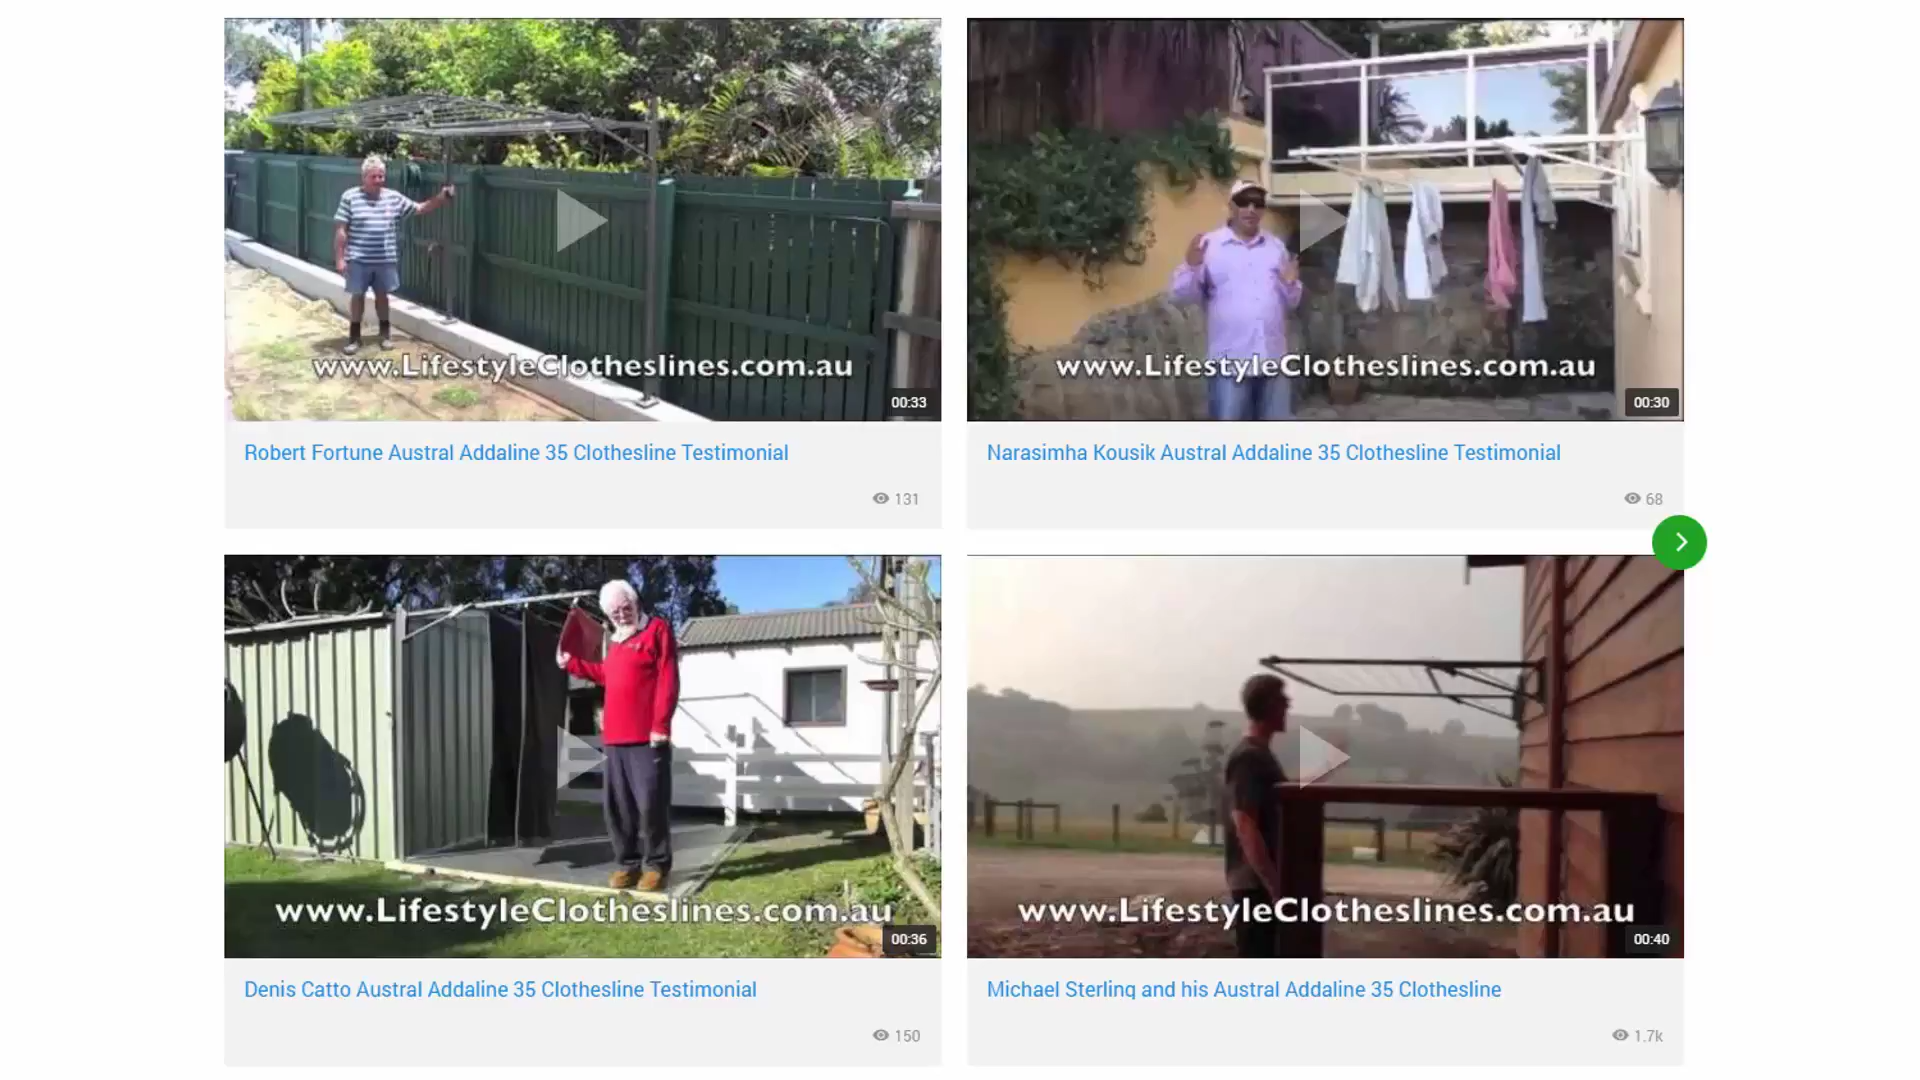 www.LifestyleClotheslines.com.au
00:33
Robert Fortune Austral Addaline 35 Clothesline Testimonial
131
www.LifestyleClotheslines.com.au
00:30
Narasimha Kousik Austral Addaline 35 Clothesline Testimonial
68
www.LifestyleClotheslines.com.au
00:36
Denis Catto Austral Addaline 35 Clothesline Testimonial
150
www.LifestyleClotheslines.com.au
00:40
Michael Sterling and his Austral Addaline 35 Clothesline
1.7k